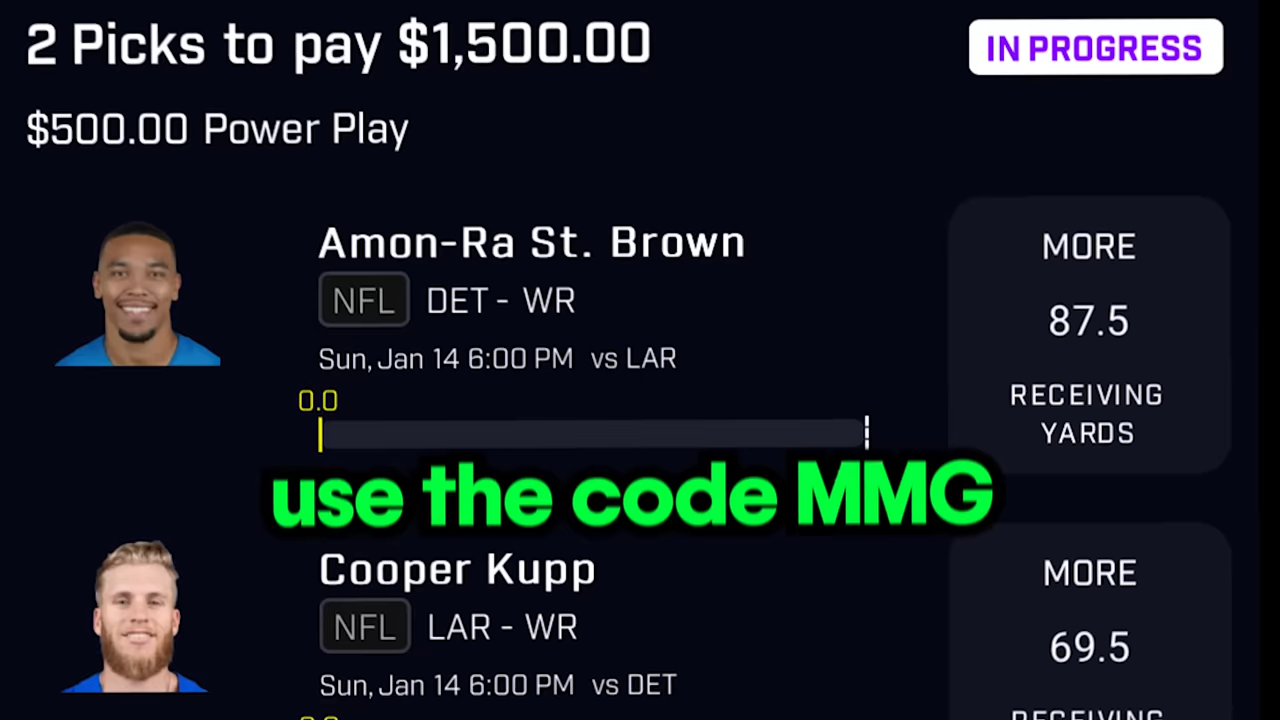 2 Picks to pay $1,500.00
IN PROGRESS
$500.00 Power Play
Amon-Ra St. Brown
NFL DET - WR
Sun, Jan 14 6:00 PM vs LAR
0.0
MORE
87.5
RECEIVING
YARDS
use the code MMG
Cooper Kupp
NFL LAR - WR
Sun, Jan 14 6:00 PM vs DET
MORE
69.5